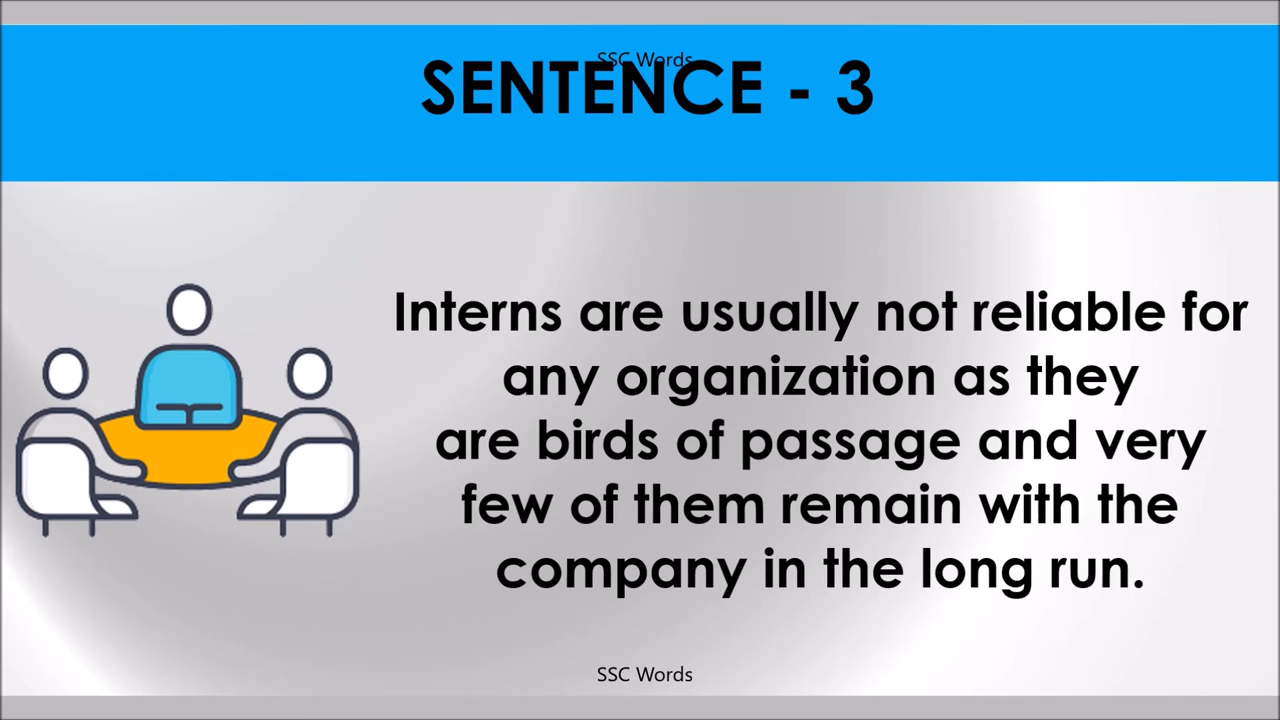 SSC Words
SENTENCE - 3
Interns are usually not reliable for
any organization as they
are birds of passage and very
few of them remain with the
company in the long run.
SSC Words